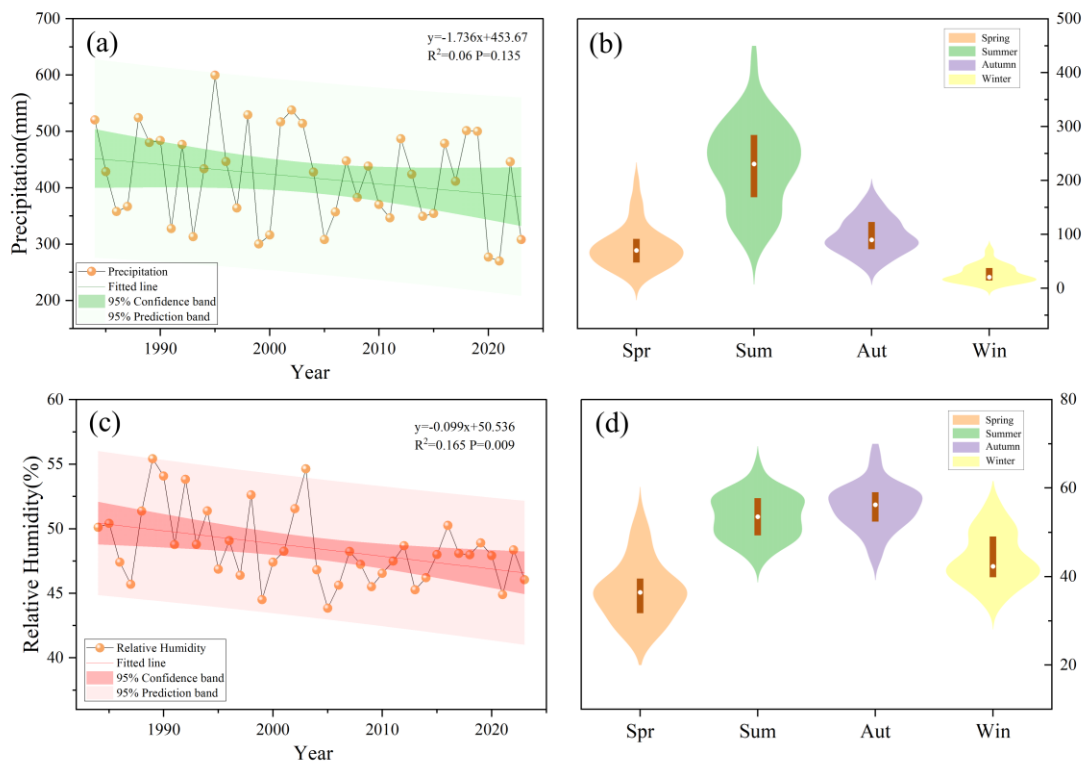 (a)
y=-1.736x+453.67
R²=0.06 P=0.135
700
600
500
400
300
200
Precipitation(mm)
Precipitation
Fitted line
95% Confidence band
95% Prediction band
1990
2000
2010
2020
Year
(b)
Spring
Summer
Autumn
Winter
500
400
300
200
100
0
Spr
Sum
Aut
Win
(c)
y=-0.099x+50.536
R²=0.165 P=0.009
60
55
50
45
40
Relative Humidity(%)
Relative Humidity
Fitted line
95% Confidence band
95% Prediction band
1990
2000
2010
2020
Year
(d)
Spring
Summer
Autumn
Winter
80
60
40
20
Spr
Sum
Aut
Win